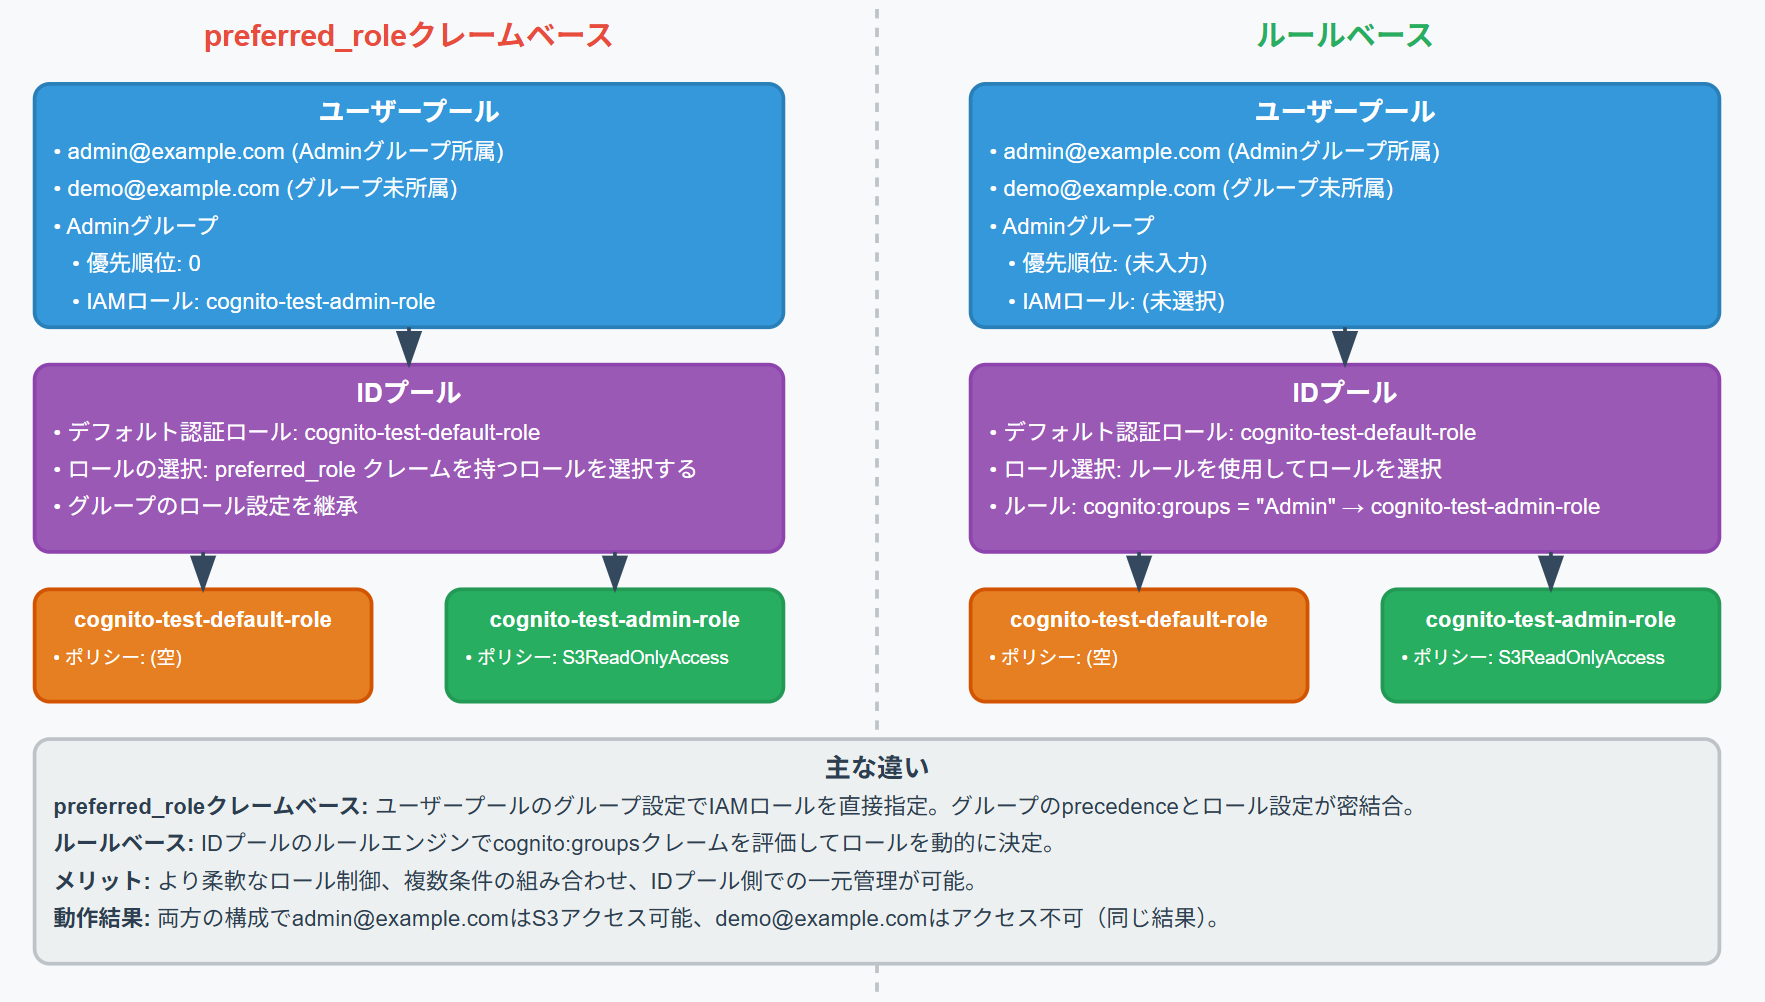 preferred_roleクレームベース
ユーザープール
• admin@example.com (Adminグループ所属)
• demo@example.com (グループ未所属)
• Adminグループ
• 優先順位: 0
• IAMロール: cognito-test-admin-role
IDプール
• デフォルト認証ロール: cognito-test-default-role
• ロールの選択: preferred_role クレームを持つロールを選択する
• グループのロール設定を継承
cognito-test-default-role
• ポリシー: (空)
cognito-test-admin-role
• ポリシー: S3ReadOnlyAccess
ルールベース
ユーザープール
• admin@example.com (Adminグループ所属)
• demo@example.com (グループ未所属)
• Adminグループ
• 優先順位: (未入力)
• IAMロール: (未選択)
IDプール
• デフォルト認証ロール: cognito-test-default-role
• ロール選択: ルールを使用してロールを選択
• ルール: cognito:groups = "Admin" → cognito-test-admin-role
cognito-test-default-role
• ポリシー: (空)
cognito-test-admin-role
• ポリシー: S3ReadOnlyAccess
主な違い
preferred_roleクレームベース: ユーザープールのグループ設定でIAMロールを直接指定。グループのprecedenceとロール設定が密結合。
ルールベース: IDプールのルールエンジンでcognito:groupsクレームを評価してロールを動的に決定。
メリット: より柔軟なロール制御、複数条件の組み合わせ、IDプール側での一元管理が可能。
動作結果: 両方の構成でadmin@example.comはS3アクセス可能、demo@example.comはアクセス不可（同じ結果）。